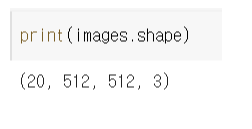 print(images.shape)
(20, 512, 512, 3)